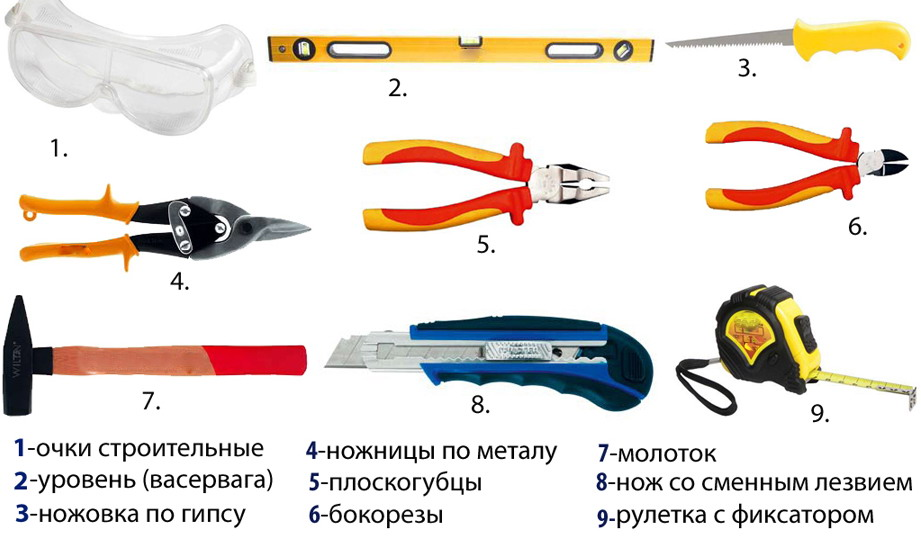 1.
2.
3.
4.
5.
6.
WILTON
7.
8.
9.
1-очки строительные
2-уровень (васервага)
3-ножовка по гипсу
4-ножницы по металу
5-плоскогубцы
6-бокорезы
7-молоток
8-нож со сменным лезвием
9-рулетка с фиксатором